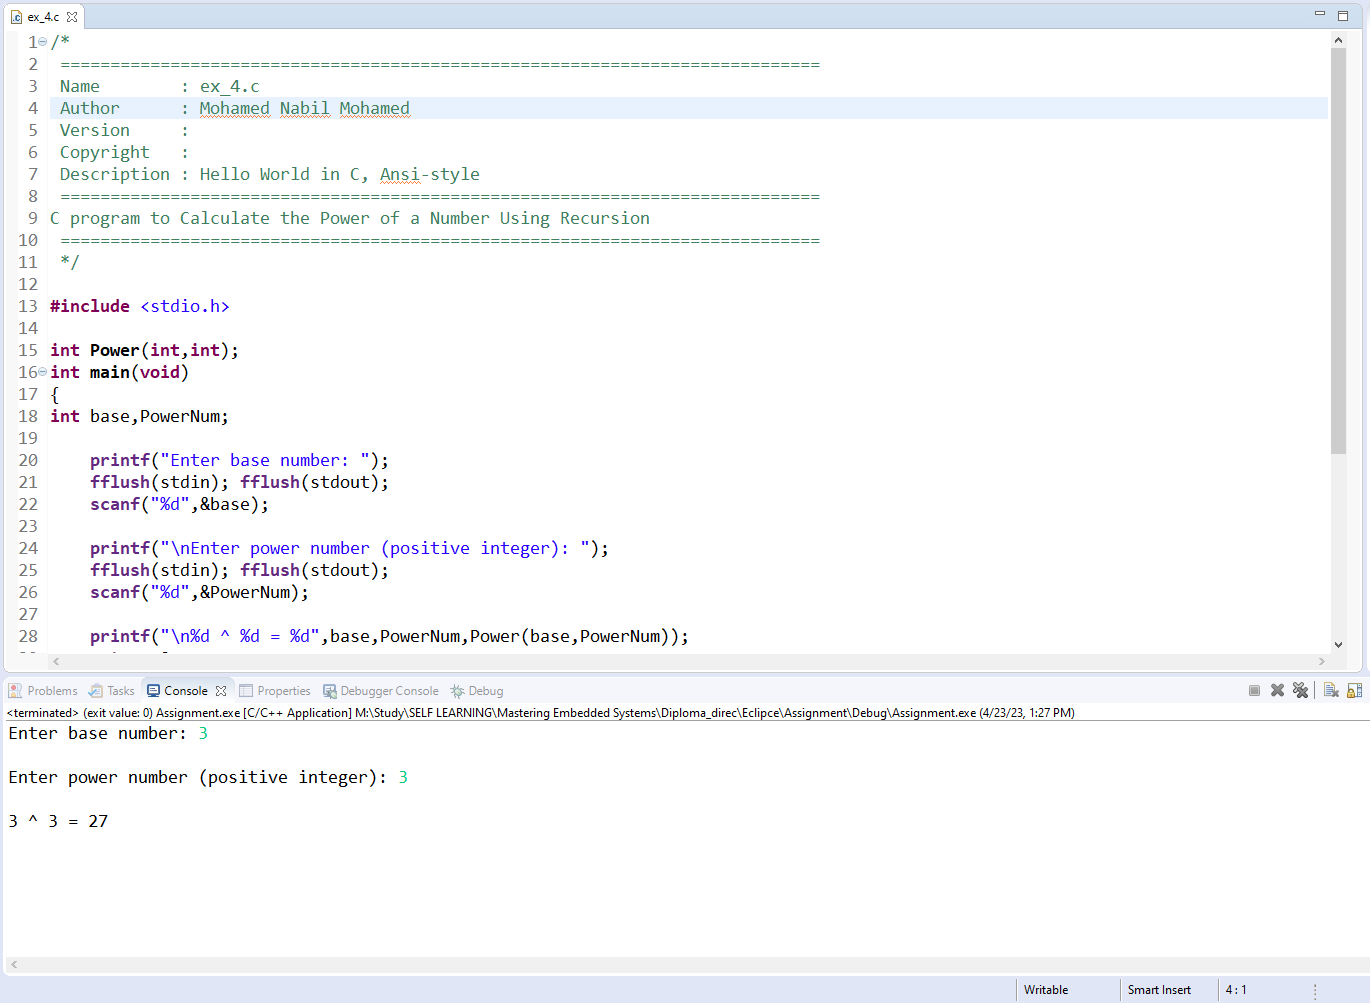 ex_4.c
1 /*
2 ============================================================================
3 Name        : ex_4.c
4 Author      : Mohamed Nabil Mohamed
5 Version     :
6 Copyright   :
7 Description : Hello World in C, Ansi-style
8 ============================================================================
9 C program to Calculate the Power of a Number Using Recursion
10 ============================================================================
11 */
12
13 #include <stdio.h>
14
15 int Power(int,int);
16 int main(void)
17 {
18 int base,PowerNum;
19
20     printf("Enter base number: ");
21     fflush(stdin); fflush(stdout);
22     scanf("%d",&base);
23
24     printf("\nEnter power number (positive integer): ");
25     fflush(stdin); fflush(stdout);
26     scanf("%d",&PowerNum);
27
28     printf("\n%d ^ %d = %d",base,PowerNum,Power(base,PowerNum));
Problems Tasks Console Properties Debugger Console Debug
<terminated> (exit value: 0) Assignment.exe [C/C++ Application] M:\Study\SELF LEARNING\Mastering Embedded Systems\Diploma_direc\Eclipce\Assignment\Debug\Assignment.exe (4/23/23, 1:27 PM)
Enter base number: 3
Enter power number (positive integer): 3
3 ^ 3 = 27
Writable Smart Insert 4 : 1